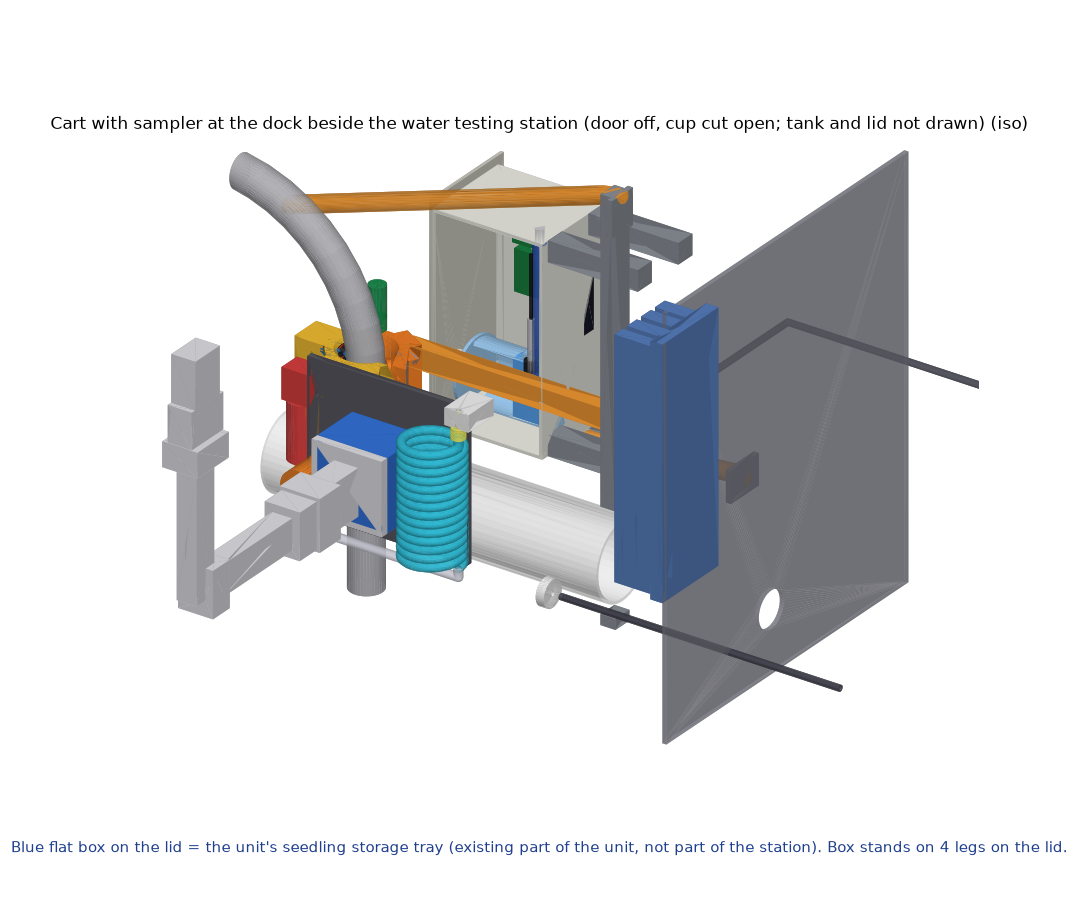 Cart with sampler at the dock beside the water testing station (door off, cup cut open; tank and lid not drawn) (iso)
Blue flat box on the lid = the unit's seedling storage tray (existing part of the unit, not part of the station). Box stands on 4 legs on the lid.